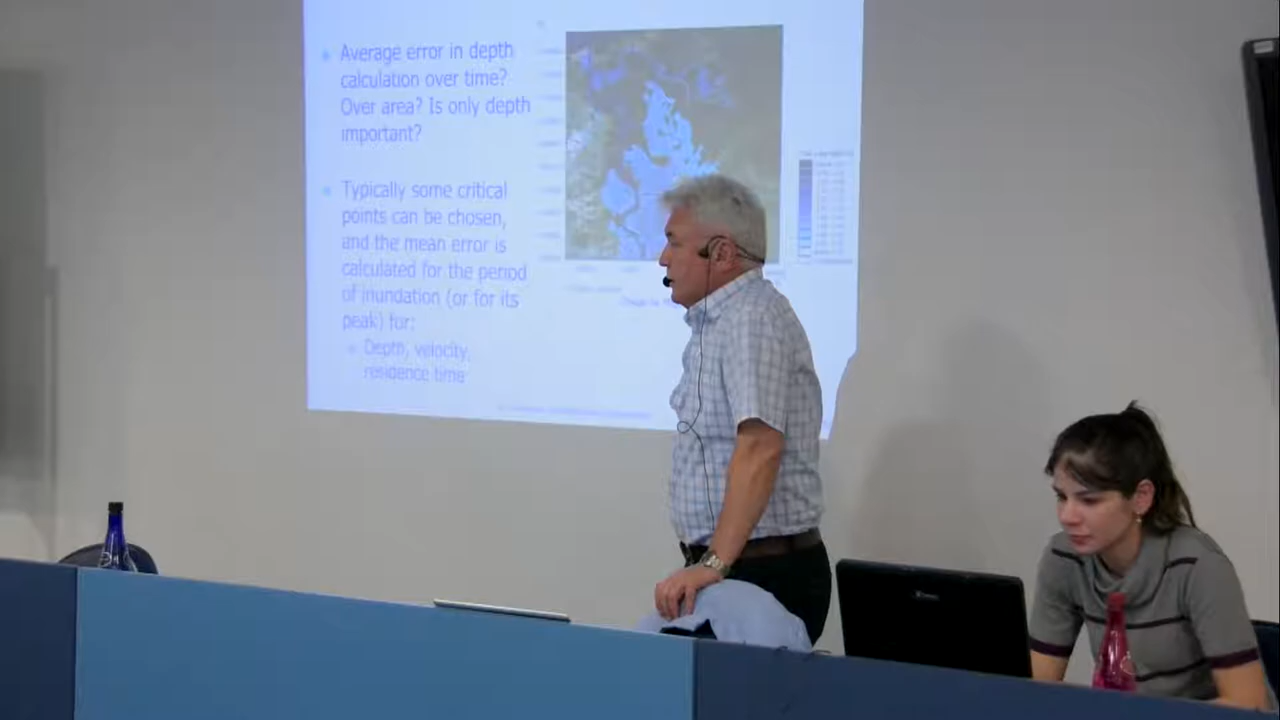 Average error in depth
calculation over time?
Over area? Is only depth
important?
Typically some critical
points can be chosen,
and the mean error is
calculated for the period
of inundation (or for its
peak) for:
Depth, velocity,
residence time